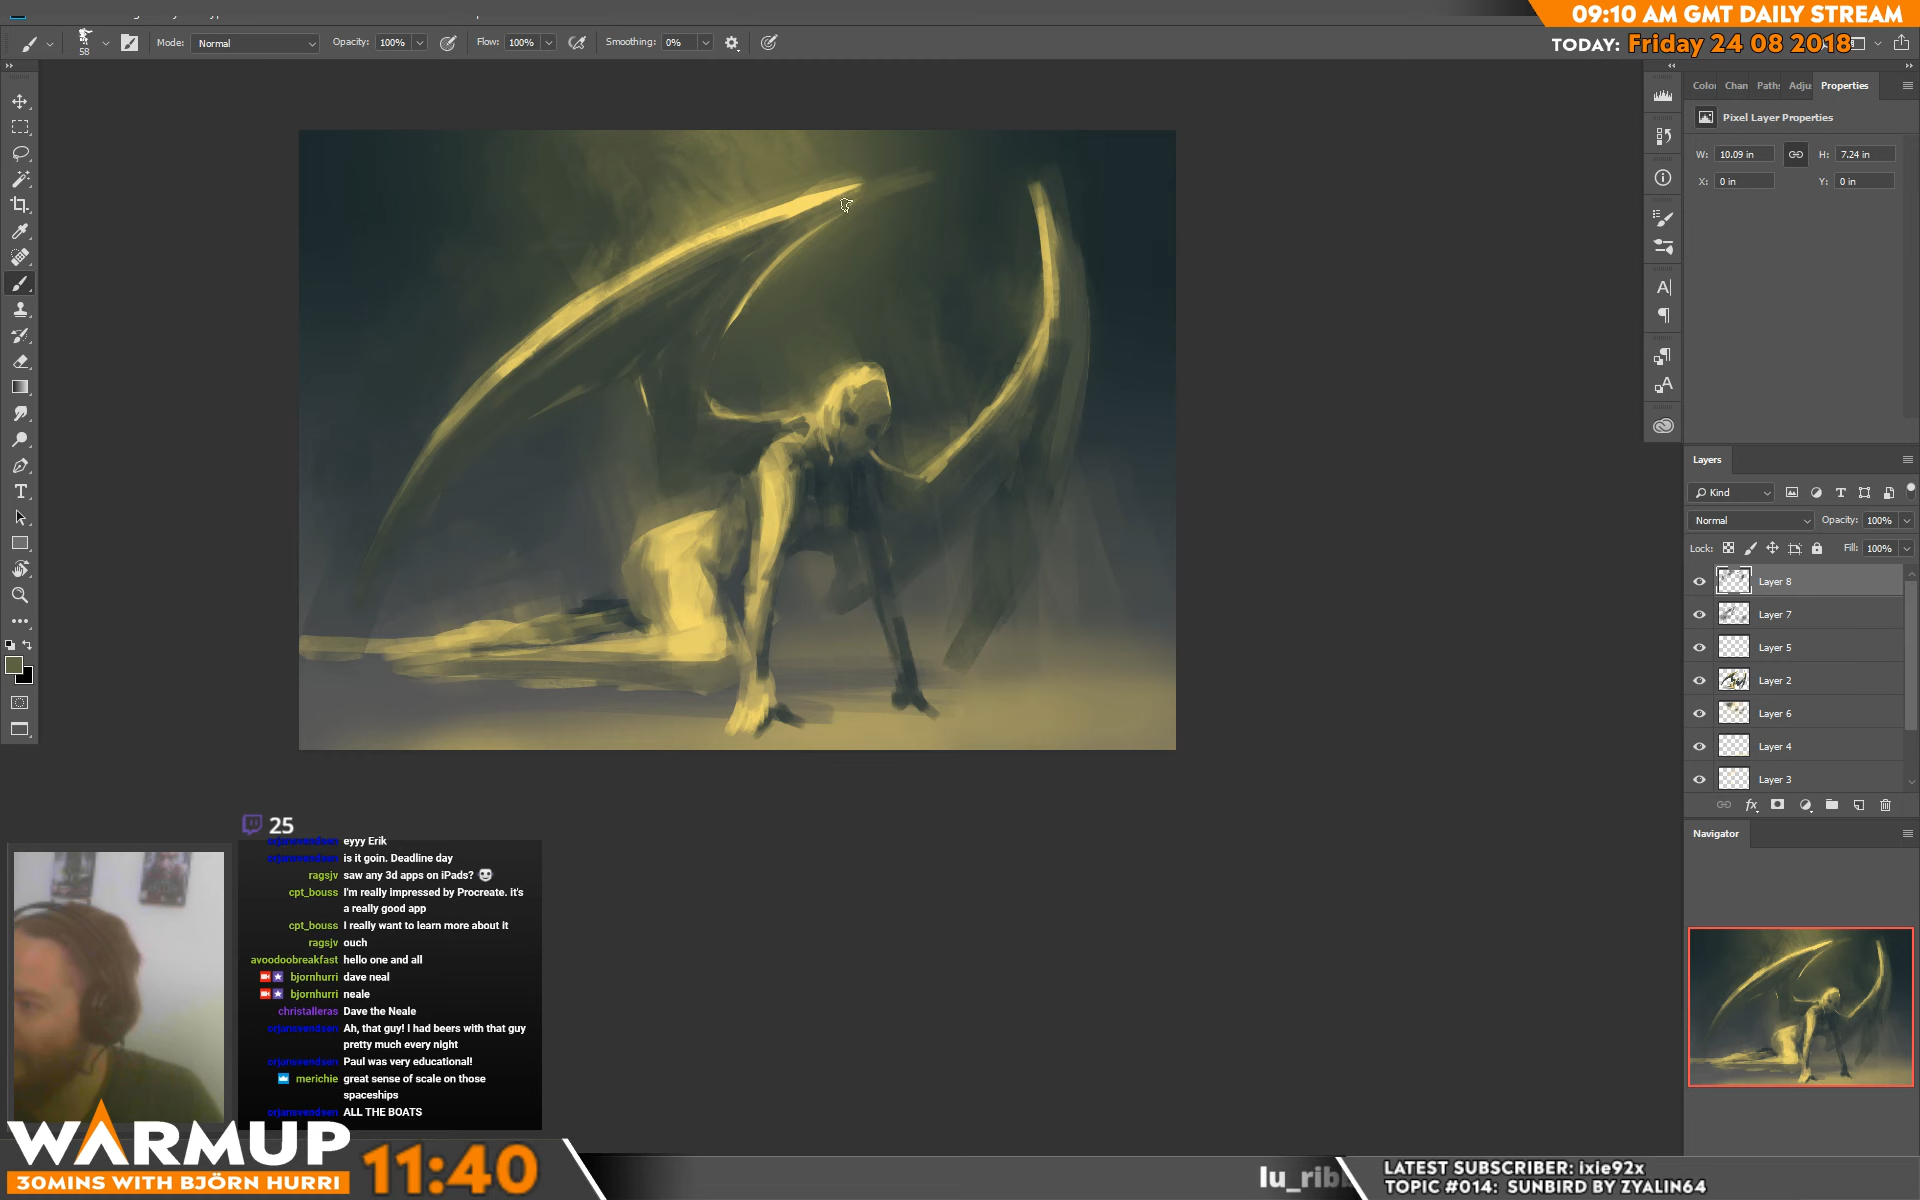 09:10 AM GMT DAILY STREAM
TODAY: Friday 24 08 2018
58
Mode: Normal
Opacity: 100%
Flow: 100%
Smoothing: 0%
Chan Paths Properties
Pixel Layer Properties
W: 10.09 in H: 7.24 in
X: 0 in Y: 0 in
Layers
Kind
Normal Opacity: 100%
Lock: Fill: 100%
Layer 8
Layer 7
Layer 5
Layer 2
Layer 6
Layer 4
Layer 3
Navigator
25
eyyy Erik
is it goin. Deadline day
ragsjv saw any 3d apps on iPads?
cpt_bouss I'm really impressed by Procreate. it's
a really good app
cpt_bouss I really want to learn more about it
ragsjv ouch
avoodoobreakfast hello one and all
bjornhurri dave neal
bjornhurri neale
christalleras Dave the Neale
orjansvendsen Ah, that guy! I had beers with that guy
pretty much every night
orjansvendsen Paul was very educational!
merichie great sense of scale on those
spaceships
orjansvendsen ALL THE BOATS
WARMUP
30MINS WITH BJÖRN HURRI
11:40
LATEST SUBSCRIBER: ixie92x
TOPIC #014: SUNBIRD BY ZYALIN64